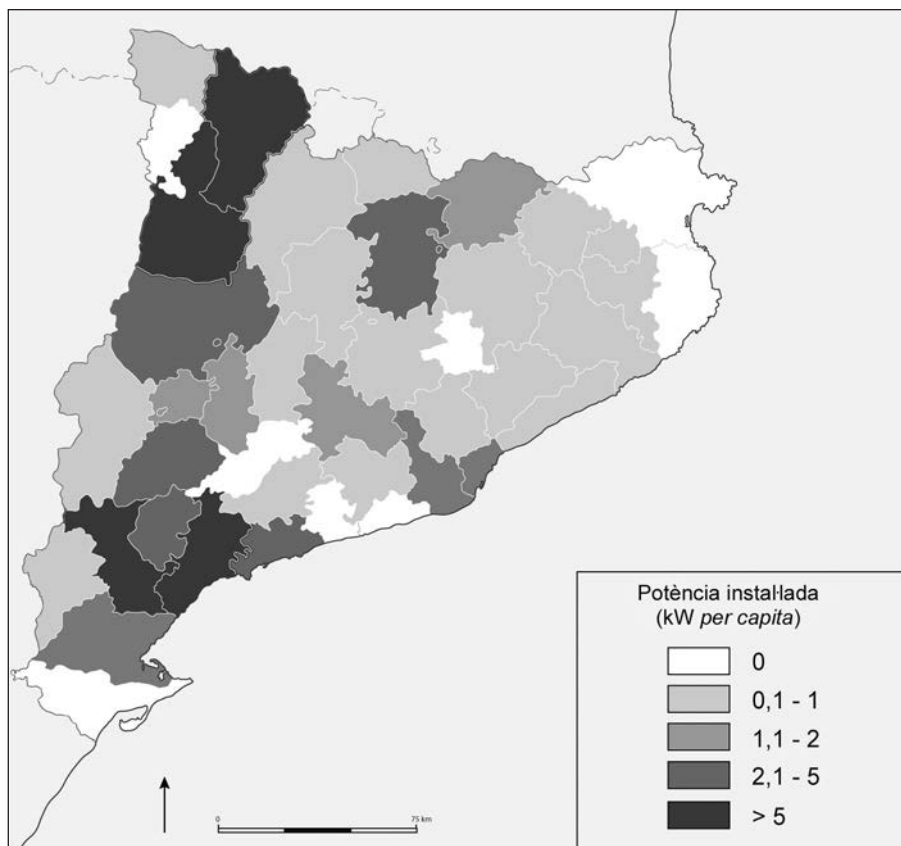 Potència instal·lada
(kW per capita)
0
0,1 - 1
1,1 - 2
2,1 - 5
> 5
0
75 km